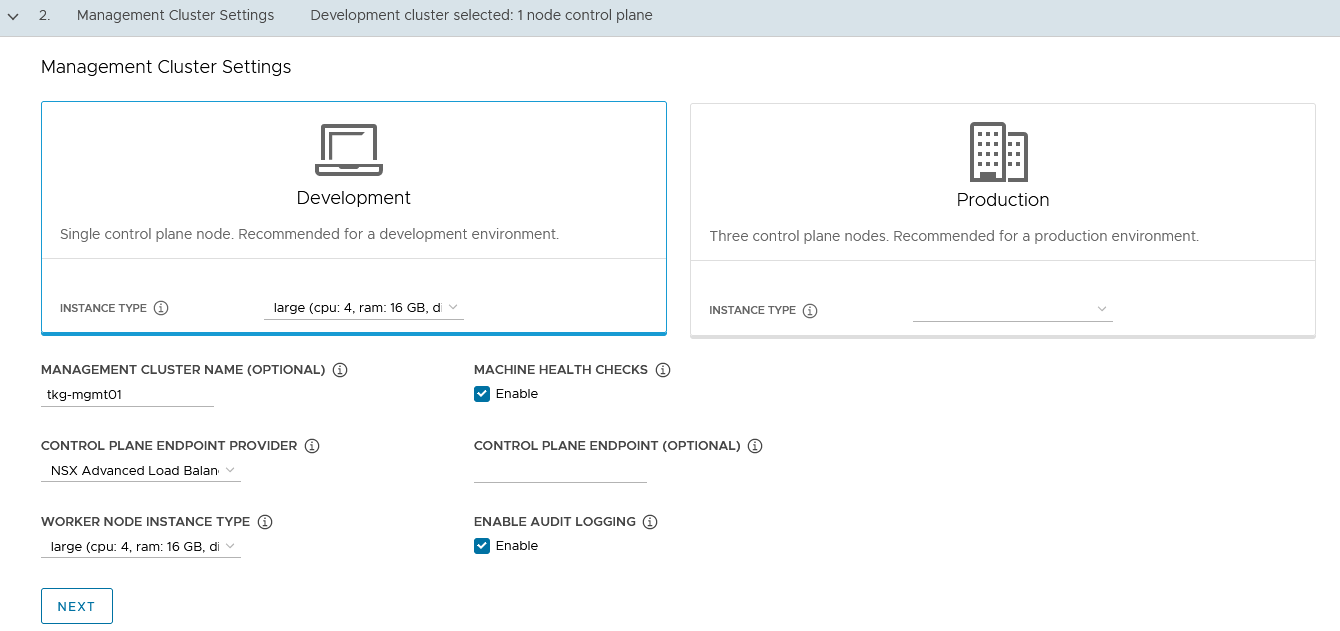 2. Management Cluster Settings Development cluster selected: 1 node control plane
Management Cluster Settings
Development
Single control plane node. Recommended for a development environment.
INSTANCE TYPE large (cpu: 4, ram: 16 GB, di
Production
Three control plane nodes. Recommended for a production environment.
INSTANCE TYPE
MANAGEMENT CLUSTER NAME (OPTIONAL)
tkg-mgmt01
MACHINE HEALTH CHECKS
Enable
CONTROL PLANE ENDPOINT PROVIDER
NSX Advanced Load Balan
CONTROL PLANE ENDPOINT (OPTIONAL)
WORKER NODE INSTANCE TYPE
large (cpu: 4, ram: 16 GB, di
ENABLE AUDIT LOGGING
Enable
NEXT